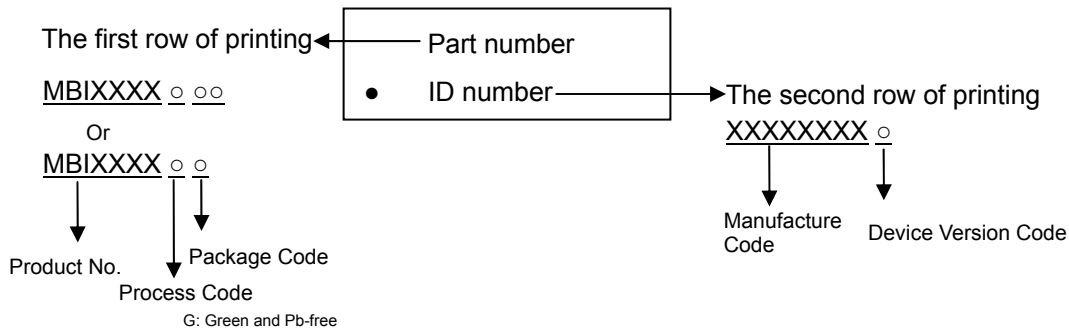 The first row of printing
Part number
MBIXXXX ○ ○○
● ID number
The second row of printing
Or
XXXXXXXX ○
MBIXXXX ○ ○
Manufacture
Code
Device Version Code
Package Code
Product No.
Process Code
G: Green and Pb-free